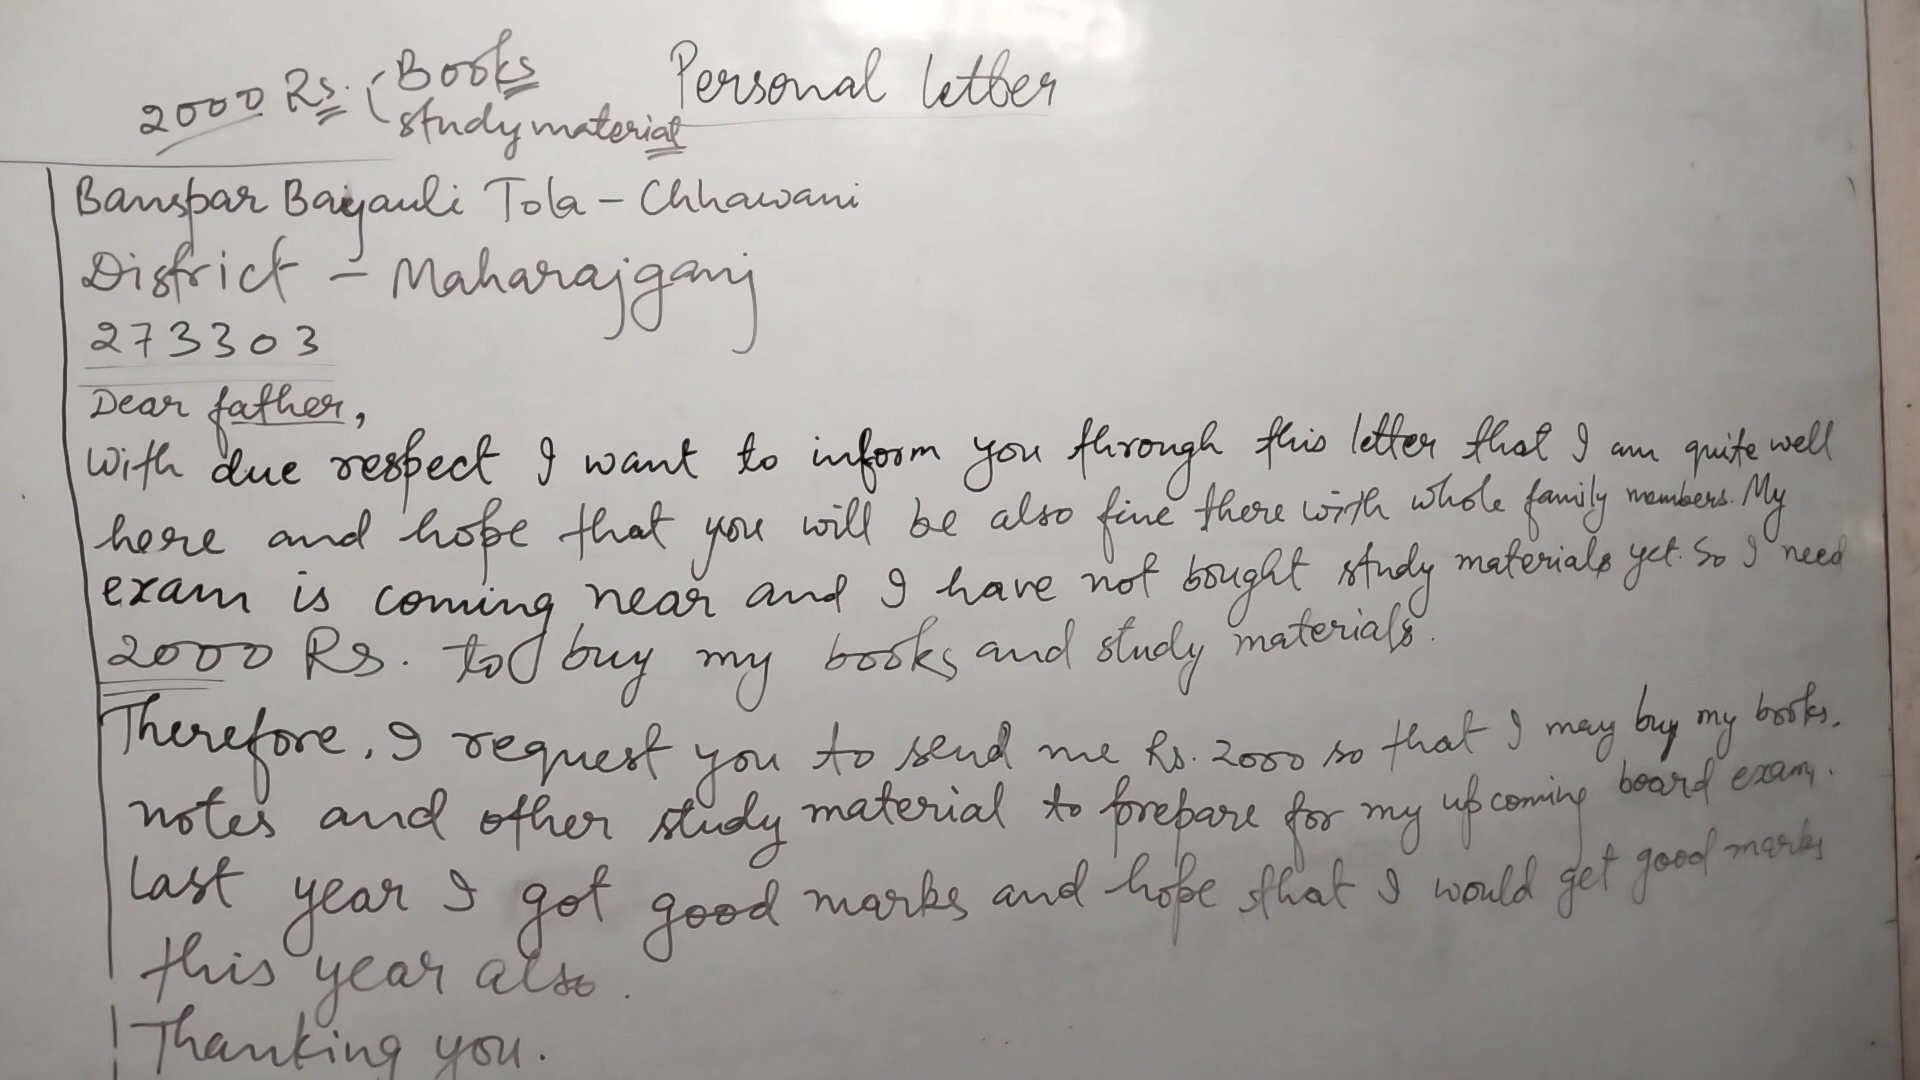 Personal letter
2000 Rs. Books
study material
Banspar Baijauli Tola - Chhawani
District - Maharajganj
273303
Dear father,
With due respect I want to inform you through this letter that I am quite well
here and hope that you will be also fine there with whole family members. My
exam is coming near and I have not bought study materials yet. So I need
2000 Rs. to buy my books and study materials.
Therefore, I request you to send me Rs. 2000 so that I may buy my books,
notes and other study material to prepare for my upcoming board exam.
last year I got good marks and hope that I would get good marks
this year also.
Thanking you.